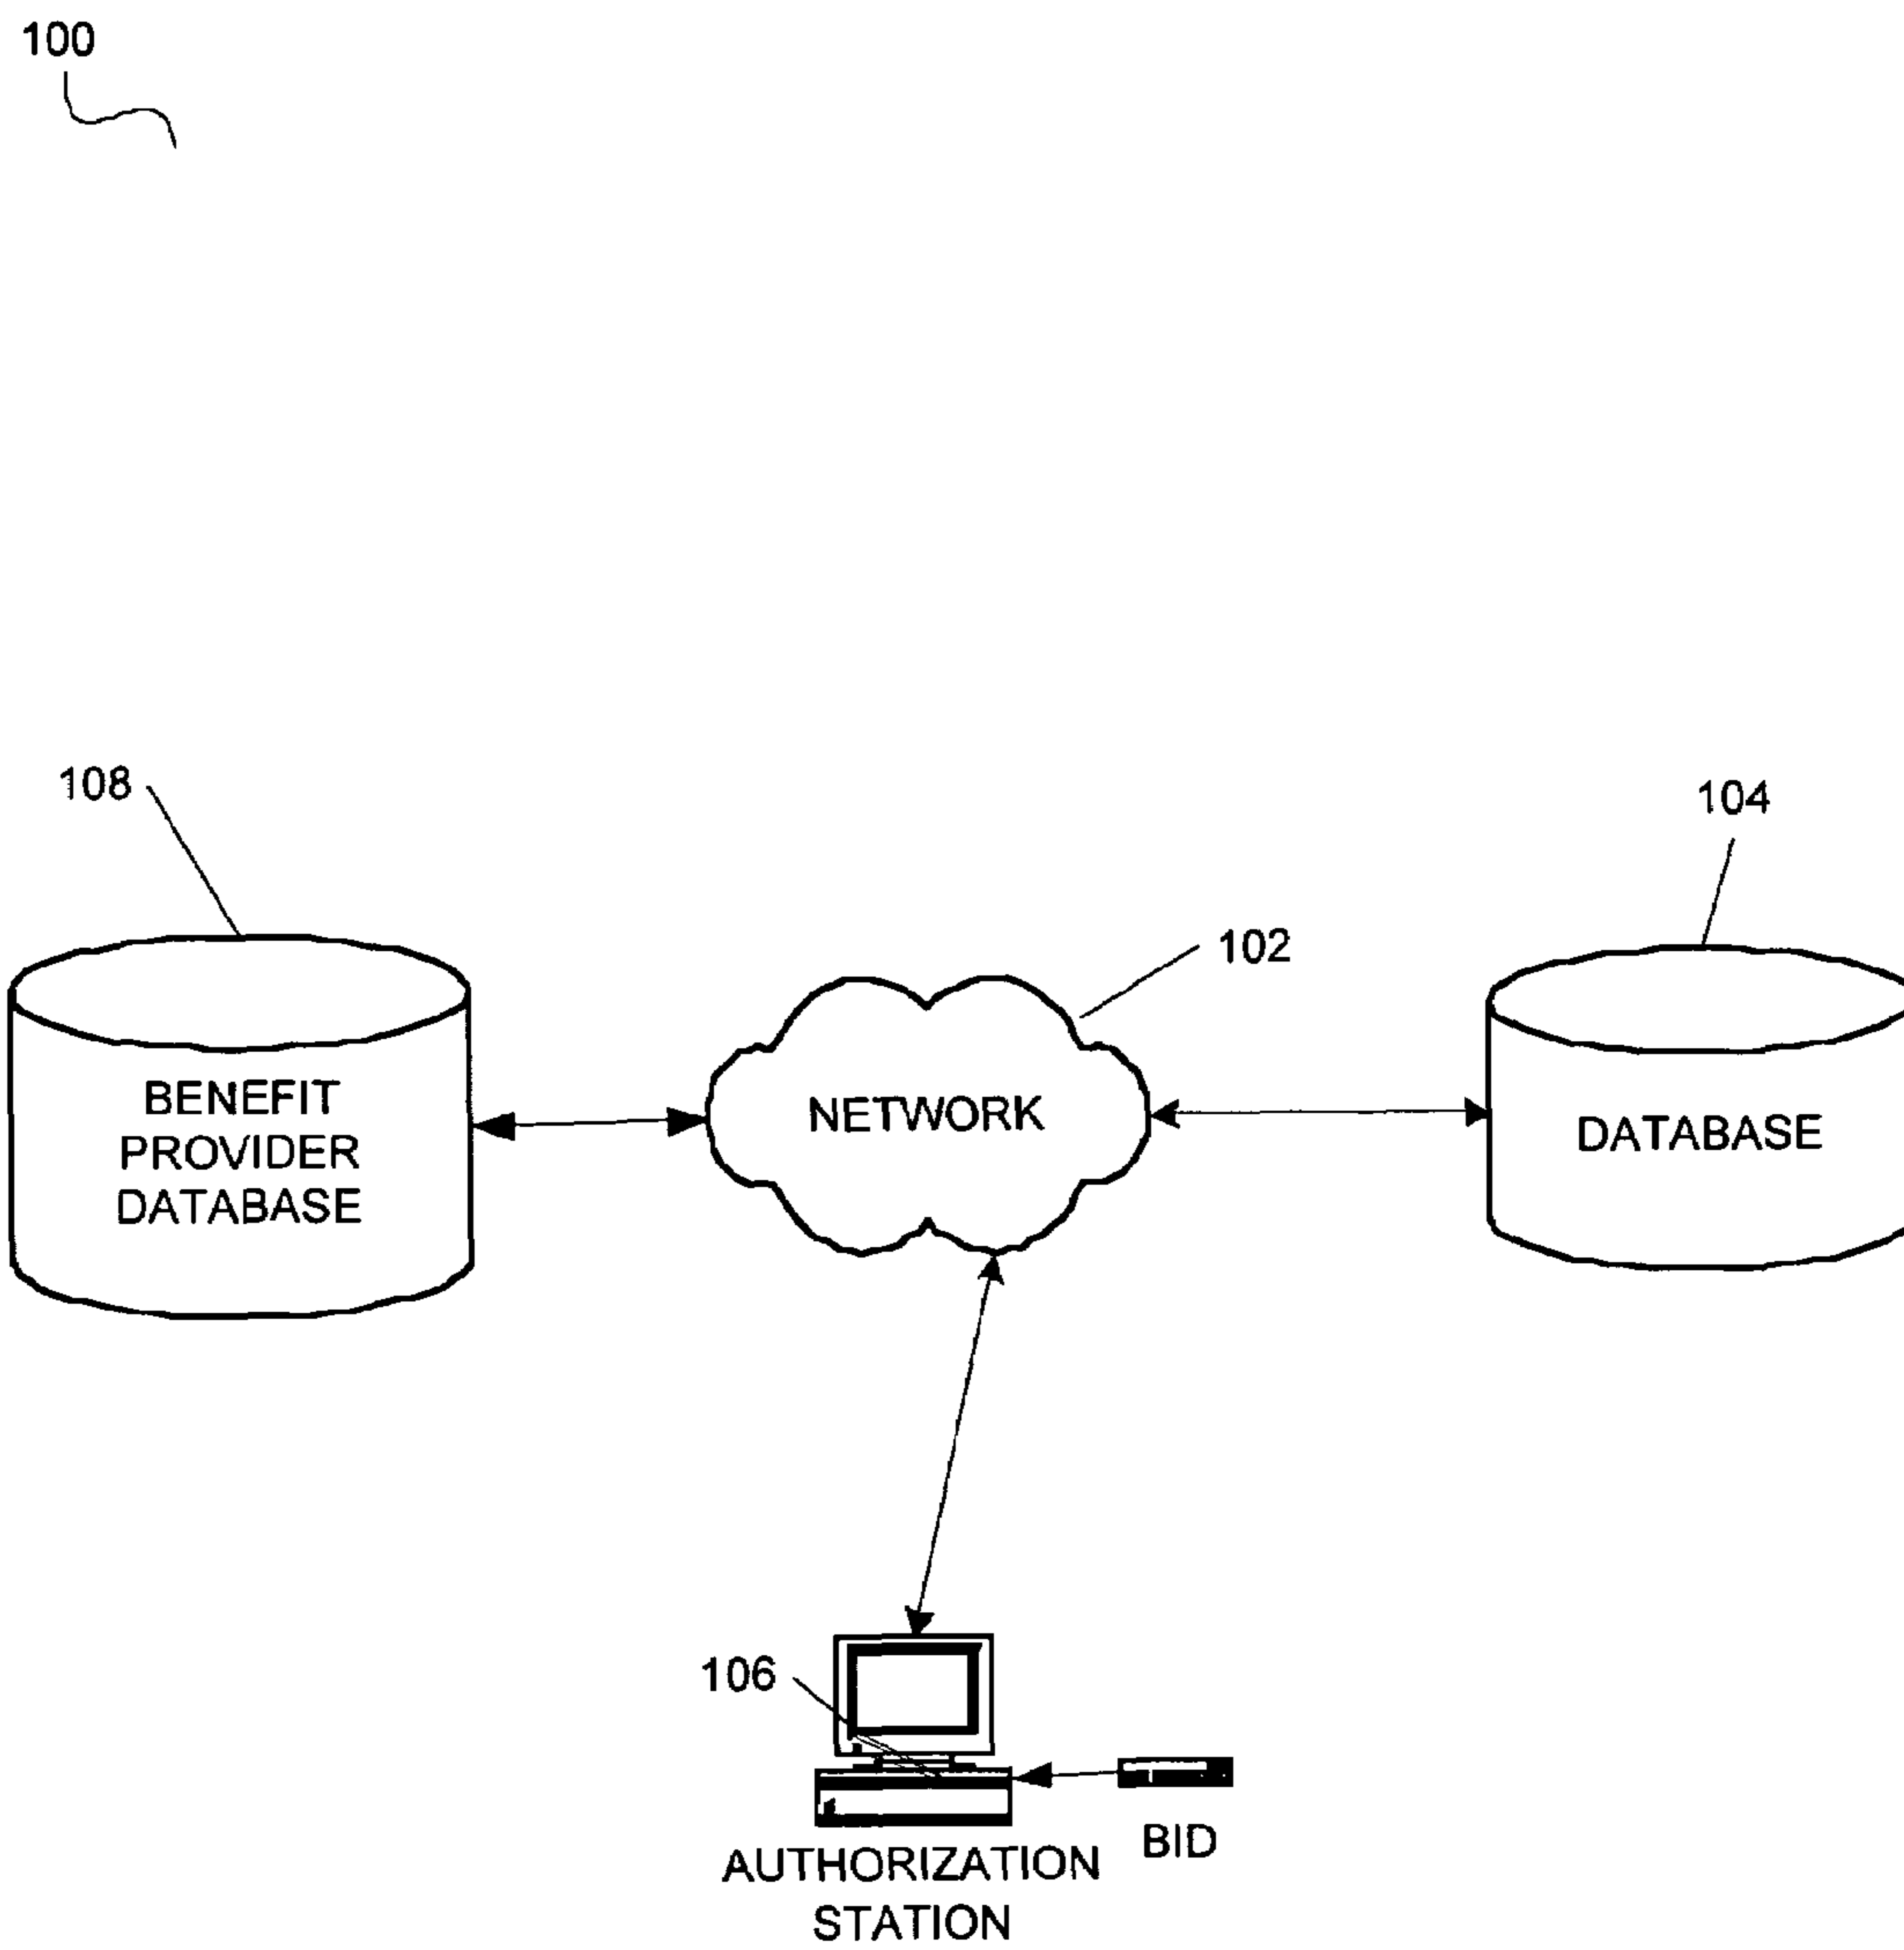 100
108
104
102
BENEFIT
PROVIDER
DATABASE
NETWORK
DATABASE
106
BID
AUTHORIZATION
STATION